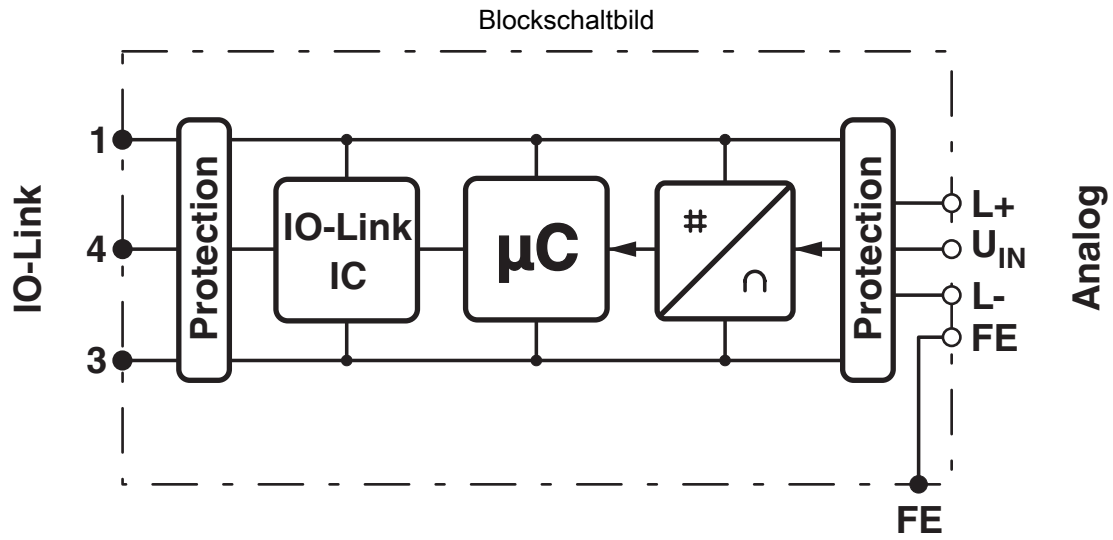 Blockschaltbild
IO-Link
1
4
3
Protection
IO-Link
IC
µC
#
∩
Protection
L+
U_IN
L-
FE
Analog
FE